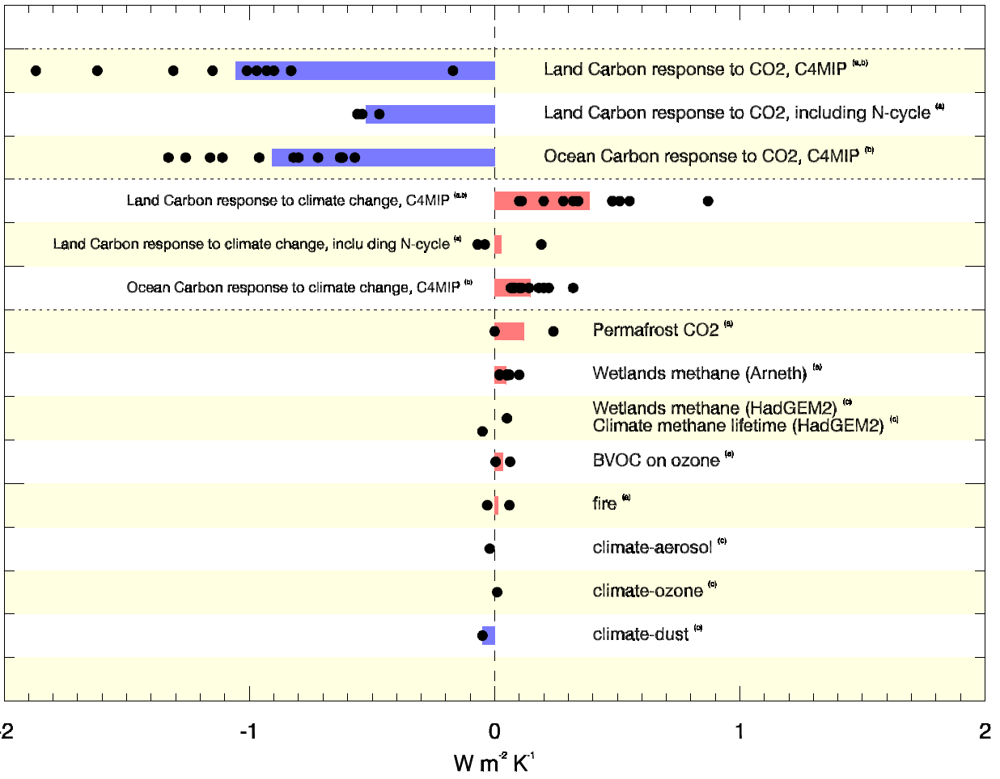 Land Carbon response to CO2, C4MIP (a,b)
Land Carbon response to CO2, including N-cycle (a)
Ocean Carbon response to CO2, C4MIP (b)
Land Carbon response to climate change, C4MIP (a,b)
Land Carbon response to climate change, inclu ding N-cycle (a)
Ocean Carbon response to climate change, C4MIP (b)
Permafrost CO2 (a)
Wetlands methane (Arneth) (a)
Wetlands methane (HadGEM2) (c)
Climate methane lifetime (HadGEM2) (c)
BVOC on ozone (a)
fire (a)
climate-aerosol (c)
climate-ozone (c)
climate-dust (c)
-2 -1 0 1 2
W m-2 K-1